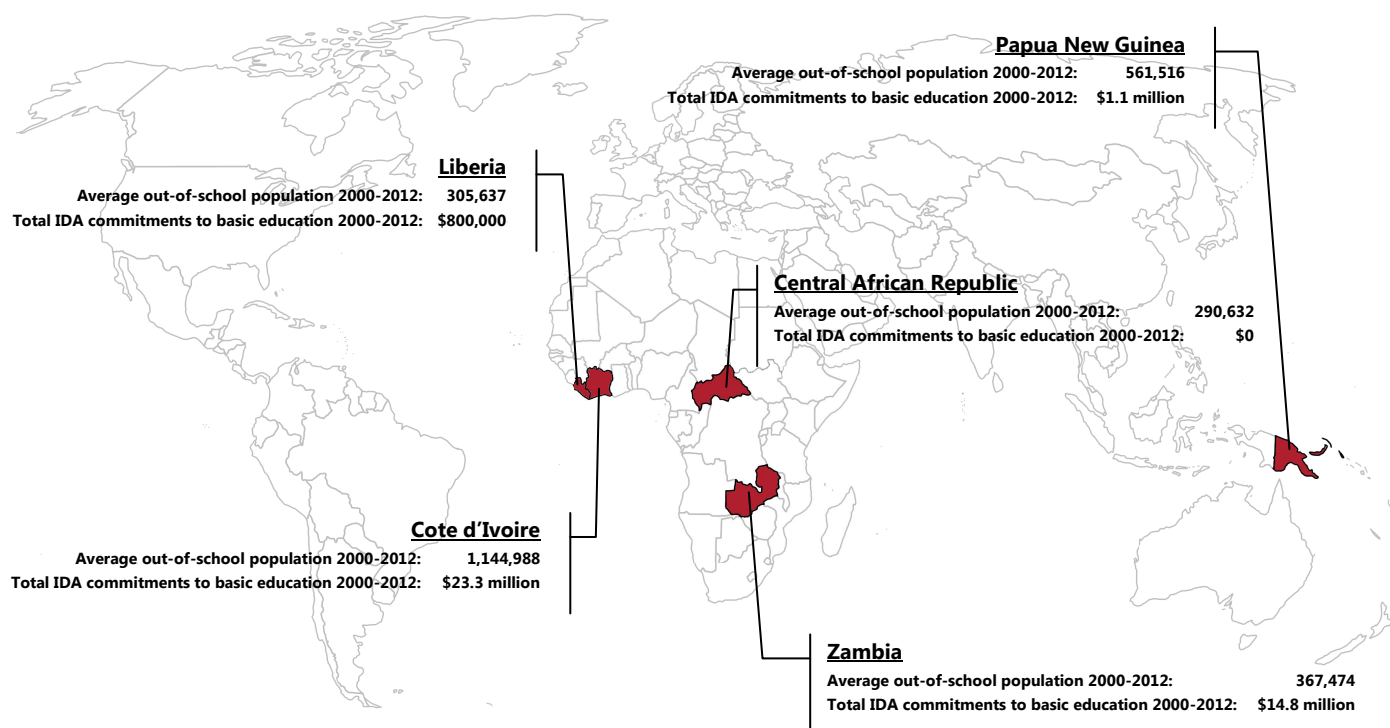 Papua New Guinea
Average out-of-school population 2000-2012: 561,516
Total IDA commitments to basic education 2000-2012: $1.1 million
Liberia
Average out-of-school population 2000-2012: 305,637
Total IDA commitments to basic education 2000-2012: $800,000
Central African Republic
Average out-of-school population 2000-2012: 290,632
Total IDA commitments to basic education 2000-2012: $0
Cote d'Ivoire
Average out-of-school population 2000-2012: 1,144,988
Total IDA commitments to basic education 2000-2012: $23.3 million
Zambia
Average out-of-school population 2000-2012: 367,474
Total IDA commitments to basic education 2000-2012: $14.8 million